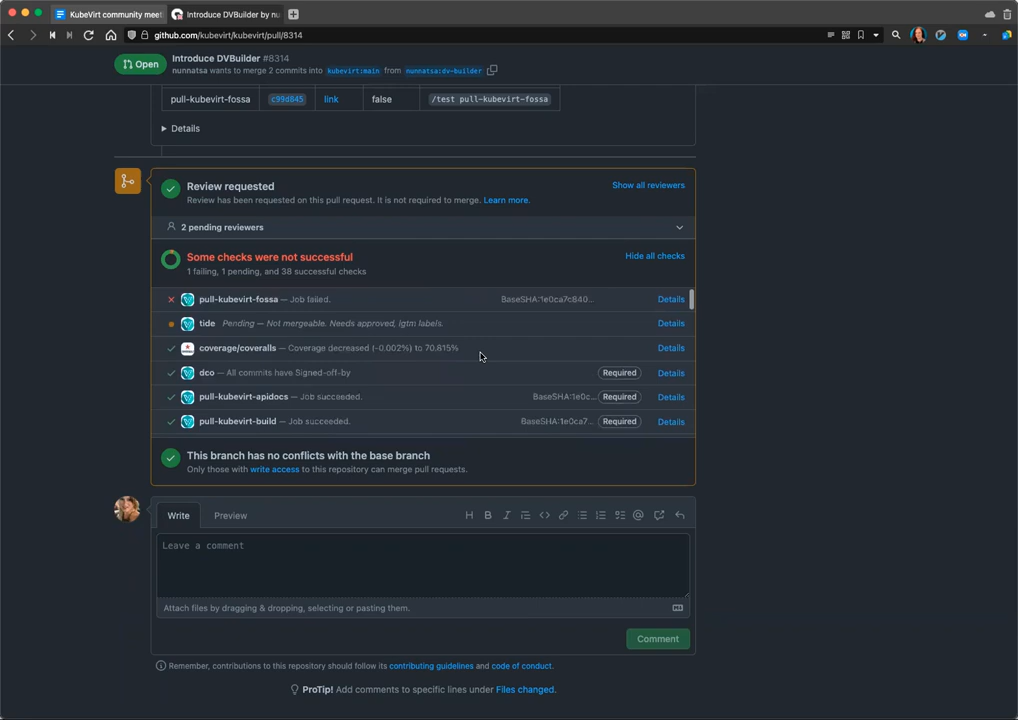 KubeVirt community meet
Introduce DVBuilder by nu
github.com/kubevirt/kubevirt/pull/8314
Open
Introduce DVBuilder #8314
nunnatsa wants to merge 2 commits into kubevirt:main from nunnatsa:dv-builder
pull-kubevirt-fossa c99d845 link false /test pull-kubevirt-fossa
Details
Review requested
Show all reviewers
Review has been requested on this pull request. It is not required to merge. Learn more.
2 pending reviewers
Some checks were not successful
Hide all checks
1 failing, 1 pending, and 38 successful checks
pull-kubevirt-fossa — Job failed. BaseSHA:1e0ca7c840... Details
tide Pending — Not mergeable. Needs approved, lgtm labels. Details
coverage/coveralls — Coverage decreased (-0.002%) to 70.815% Details
dco — All commits have Signed-off-by Required Details
pull-kubevirt-apidocs — Job succeeded. BaseSHA:1e0c... Required Details
pull-kubevirt-build — Job succeeded. BaseSHA:1e0ca7... Required Details
This branch has no conflicts with the base branch
Only those with write access to this repository can merge pull requests.
Write Preview
Leave a comment
Attach files by dragging & dropping, selecting or pasting them.
Comment
Remember, contributions to this repository should follow its contributing guidelines and code of conduct.
ProTip! Add comments to specific lines under Files changed.